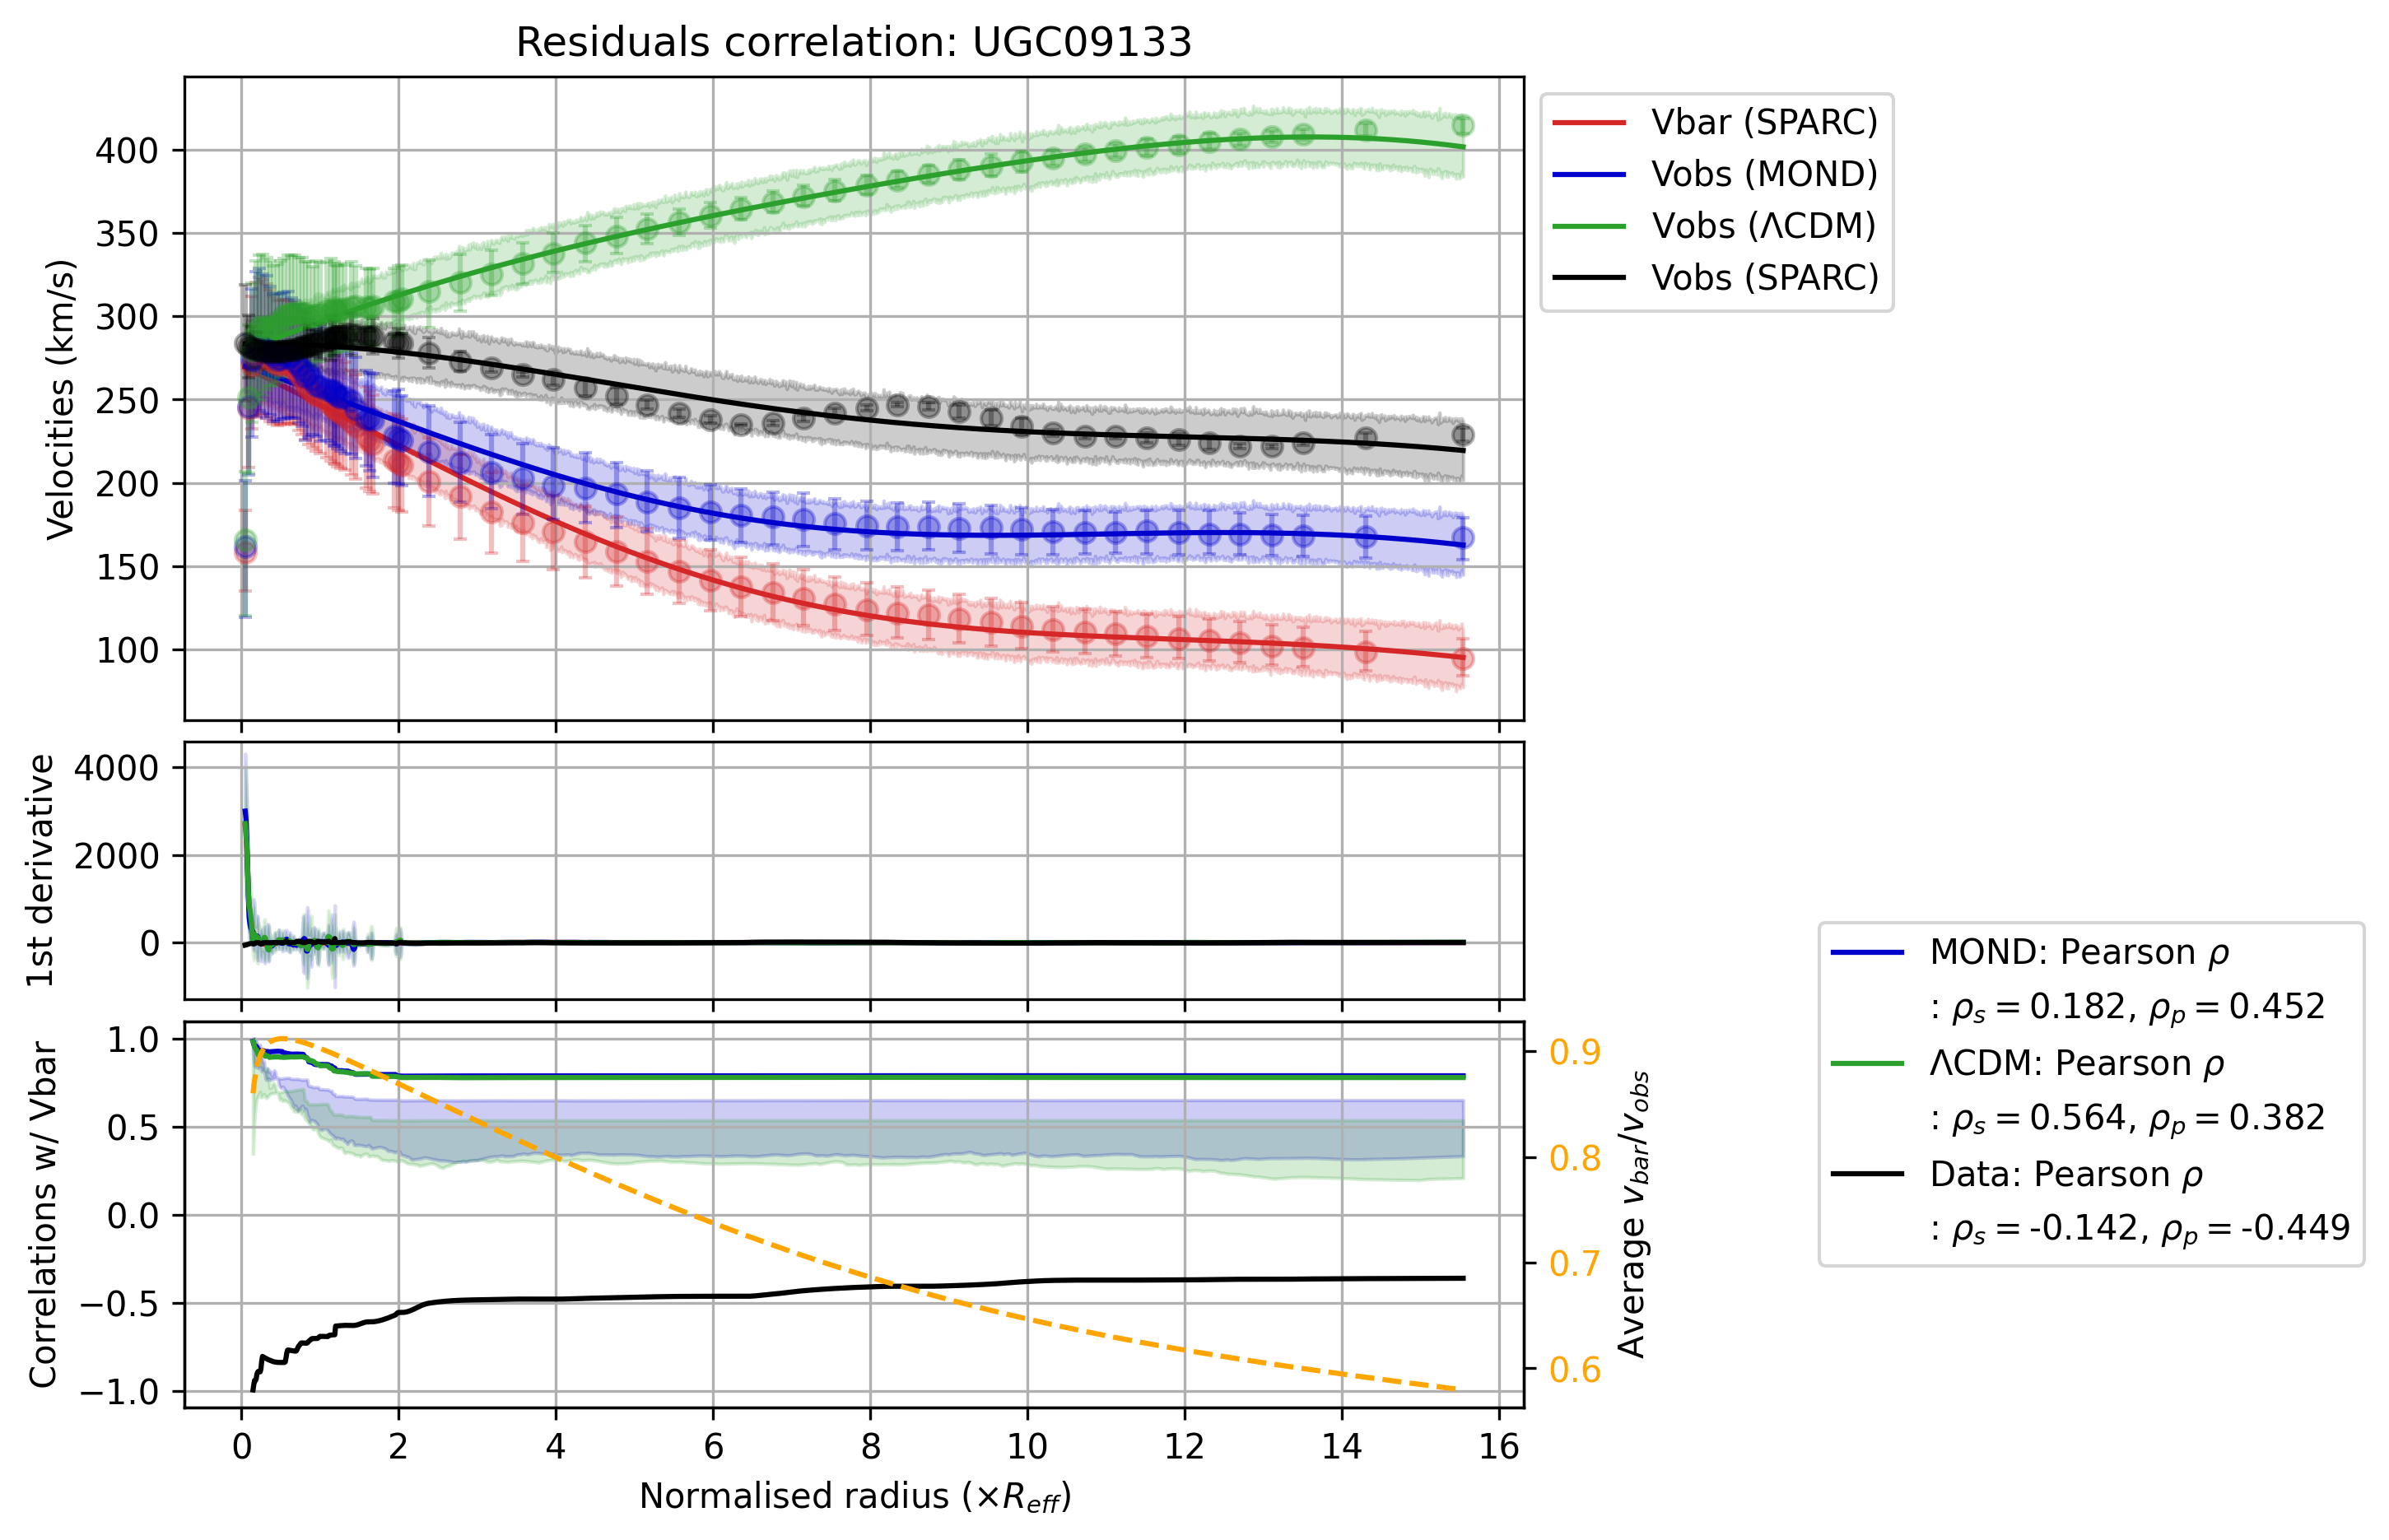 Residuals correlation: UGC09133
Velocities (km/s)
400
350
300
250
200
150
100
Vbar (SPARC)
Vobs (MOND)
Vobs (ΛCDM)
Vobs (SPARC)
1st derivative
4000
2000
0
Correlations w/ Vbar
1.0
0.5
0.0
−0.5
−1.0
0.9
0.8
0.7
0.6
Average v_bar/v_obs
MOND: Pearson ρ
: ρ_s = 0.182, ρ_p = 0.452
ΛCDM: Pearson ρ
: ρ_s = 0.564, ρ_p = 0.382
Data: Pearson ρ
: ρ_s = -0.142, ρ_p = -0.449
0 2 4 6 8 10 12 14 16
Normalised radius (×R_eff)